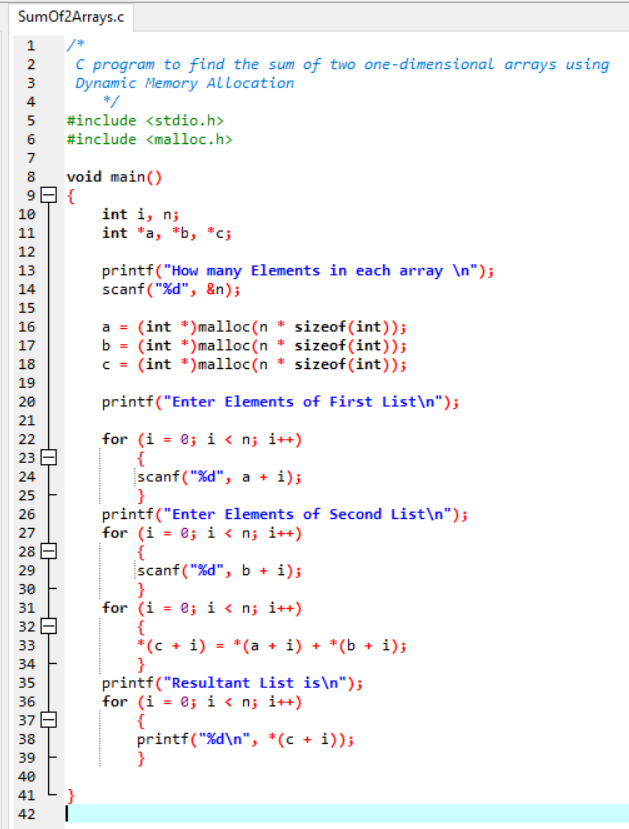 SumOf2Arrays.c
1 /*
2 C program to find the sum of two one-dimensional arrays using
3 Dynamic Memory Allocation
4 */
5 #include <stdio.h>
6 #include <malloc.h>
7
8 void main()
9 {
10 int i, n;
11 int *a, *b, *c;
12
13 printf("How many Elements in each array \n");
14 scanf("%d", &n);
15
16 a = (int *)malloc(n * sizeof(int));
17 b = (int *)malloc(n * sizeof(int));
18 c = (int *)malloc(n * sizeof(int));
19
20 printf("Enter Elements of First List\n");
21
22 for (i = 0; i < n; i++)
23 {
24 scanf("%d", a + i);
25 }
26 printf("Enter Elements of Second List\n");
27 for (i = 0; i < n; i++)
28 {
29 scanf("%d", b + i);
30 }
31 for (i = 0; i < n; i++)
32 {
33 *(c + i) = *(a + i) + *(b + i);
34 }
35 printf("Resultant List is\n");
36 for (i = 0; i < n; i++)
37 {
38 printf("%d\n", *(c + i));
39 }
40
41 }
42